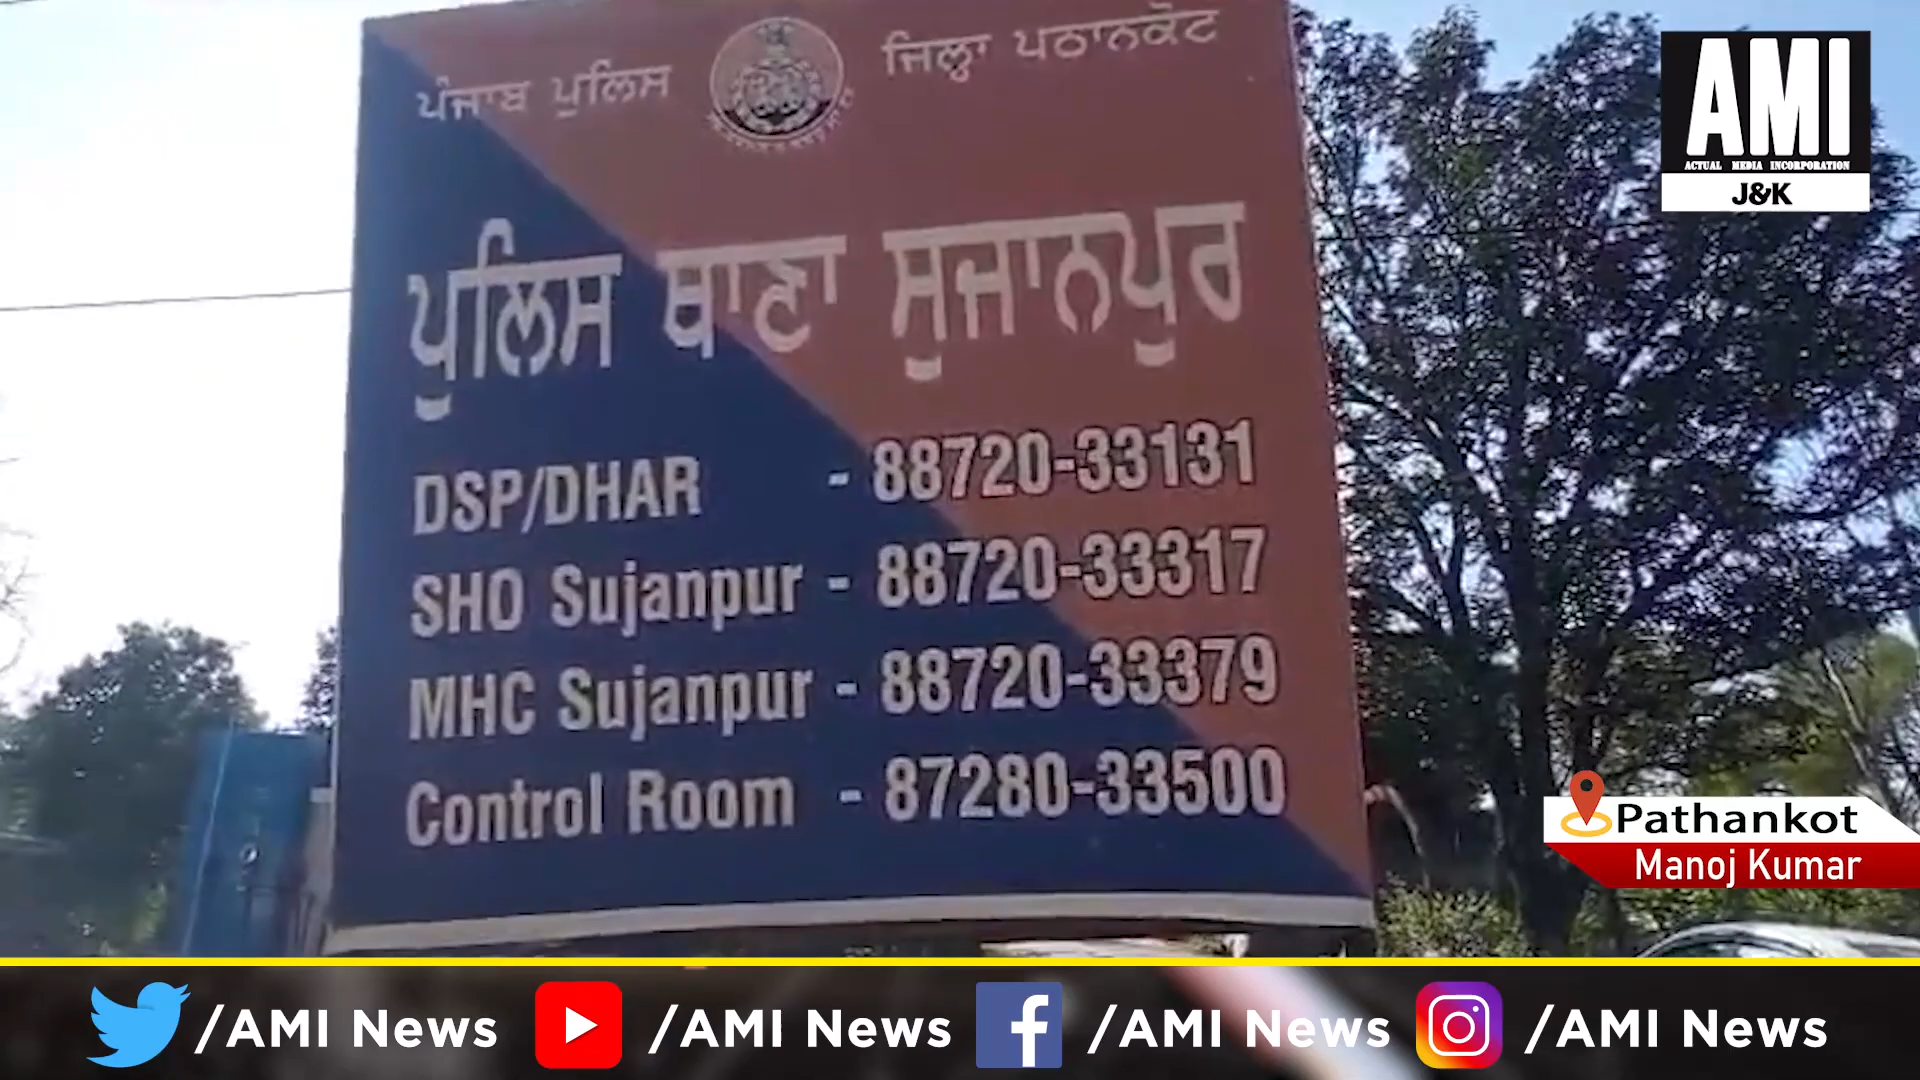 ਪੰਜਾਬ ਪੁਲਿਸ
ਜਿਲ੍ਹਾ ਪਠਾਨਕੋਟ
ਪੁਲਿਸ ਥਾਣਾ ਸੁਜਾਨਪੁਰ
DSP/DHAR - 88720-33131
SHO Sujanpur - 88720-33317
MHC Sujanpur - 88720-33379
Control Room - 87280-33500
AMI
ACTUAL MEDIA INCORPORATION
J&K
Pathankot
Manoj Kumar
/AMI News /AMI News /AMI News /AMI News